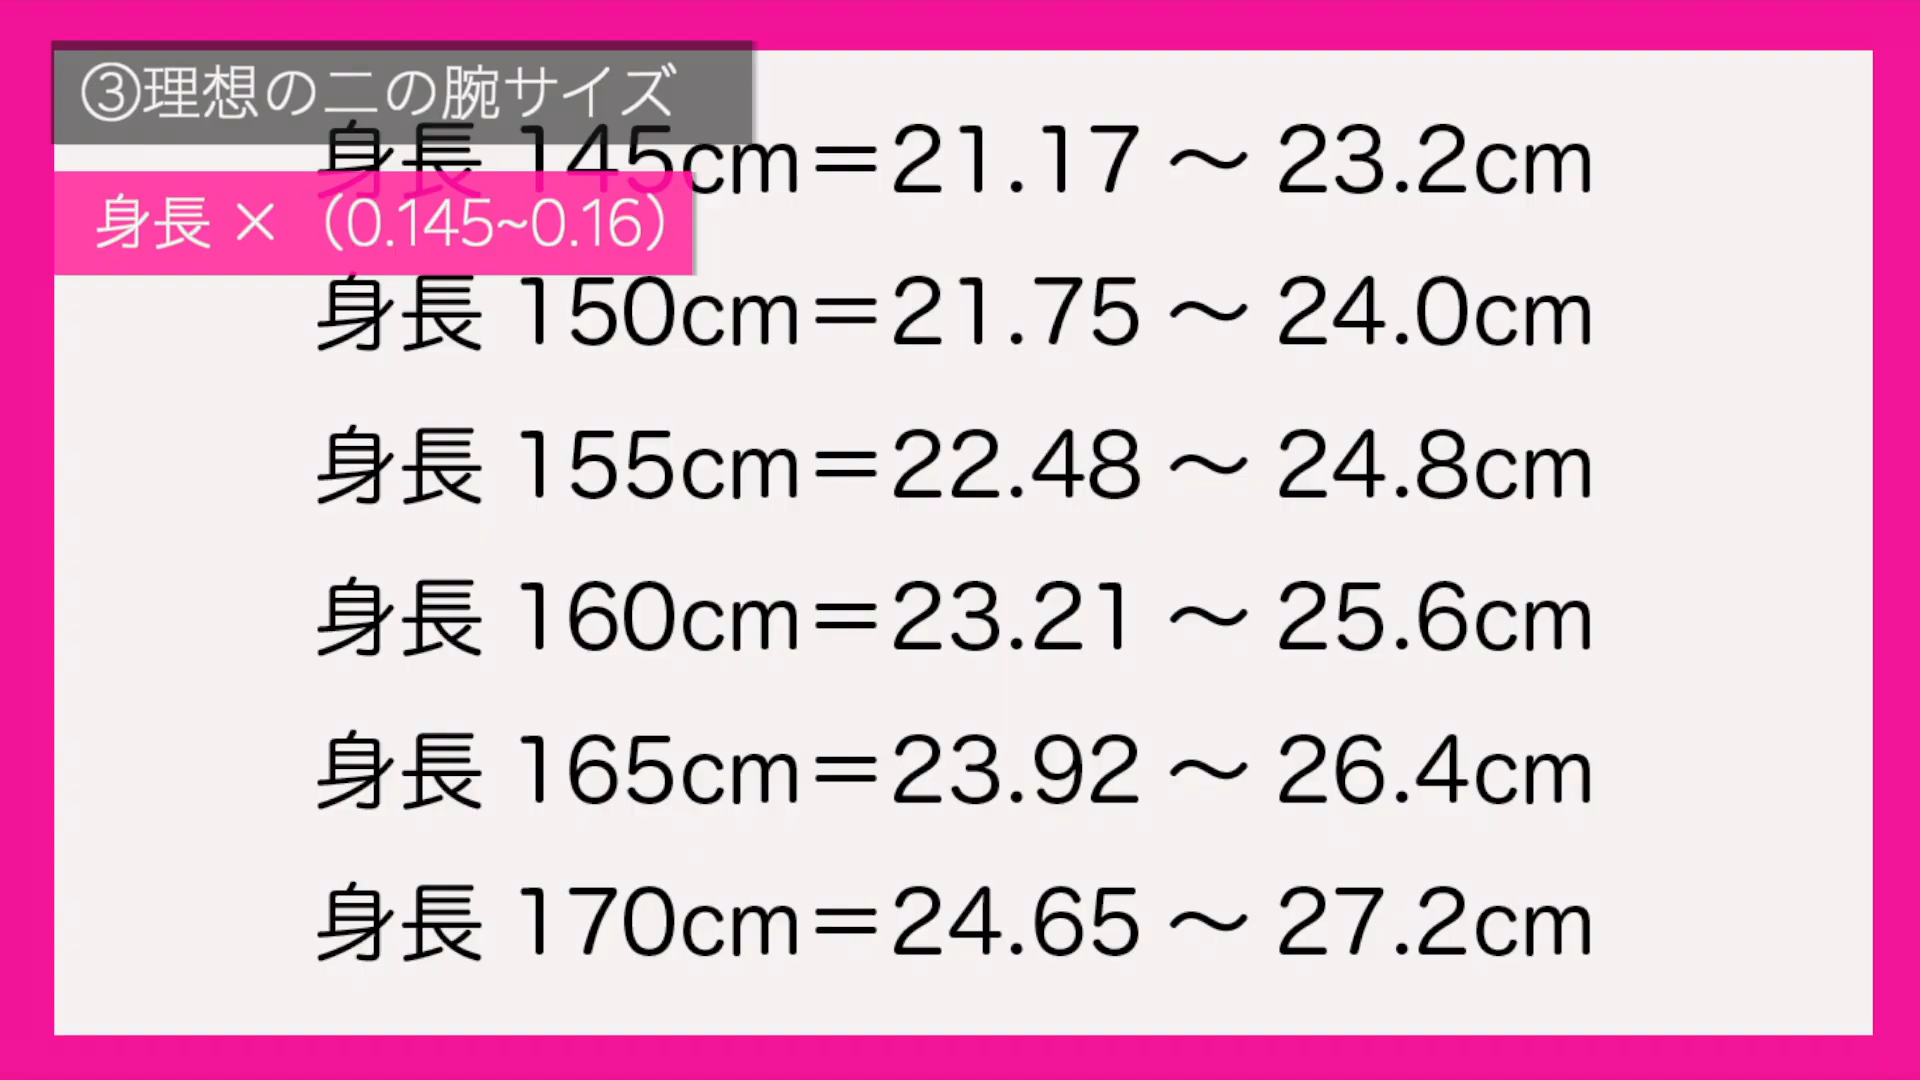 ③理想の二の腕サイズ
身長 145cm＝21.17 〜 23.2cm
身長 ×（0.145~0.16）
身長 150cm＝21.75 〜 24.0cm
身長 155cm＝22.48 〜 24.8cm
身長 160cm＝23.21 〜 25.6cm
身長 165cm＝23.92 〜 26.4cm
身長 170cm＝24.65 〜 27.2cm